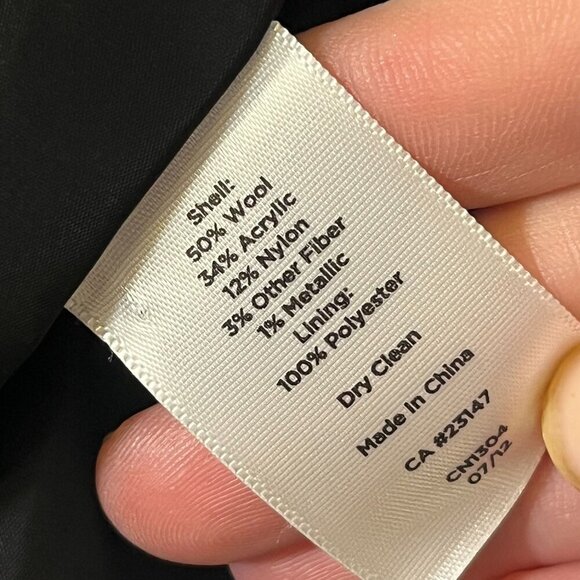 Shell:
50% Wool
34% Acrylic
12% Nylon
3% Other Fiber
1% Metallic
Lining:
100% Polyester
Dry Clean
Made In China
CA #23147
CN1304
07/12